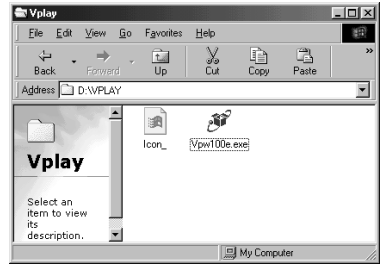 Vplay
File Edit View Go Favorites Help
Back Forward Up Cut Copy Paste »
Address D:\VPLAY
Vplay
Select an
item to view
its
description.
Icon_ Vpw100e.exe
My Computer